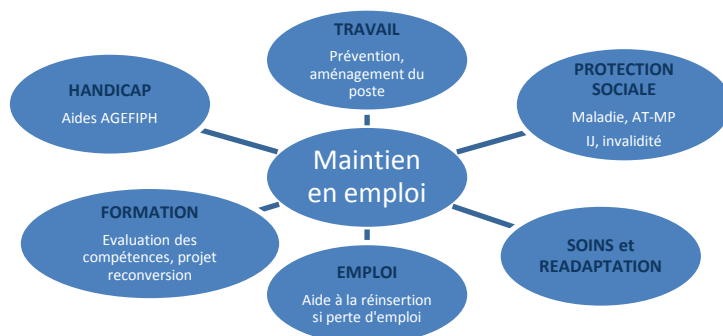 TRAVAIL
Prévention,
aménagement du
poste
HANDICAP
Aides AGEFIPH
PROTECTION
SOCIALE
Maladie, AT-MP
IJ, invalidité
Maintien
en emploi
FORMATION
Evaluation des
compétences, projet
reconversion
EMPLOI
Aide à la réinsertion
si perte d'emploi
SOINS et
READAPTATION